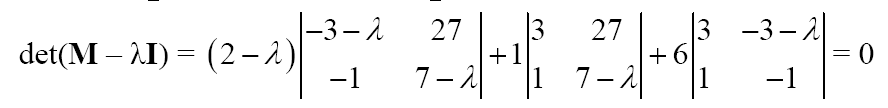 det(M – λI) = (2 – λ)|−3 − λ 27; −1 7 − λ| + 1|3 27; 1 7 − λ| + 6|3 −3 − λ; 1 −1| = 0